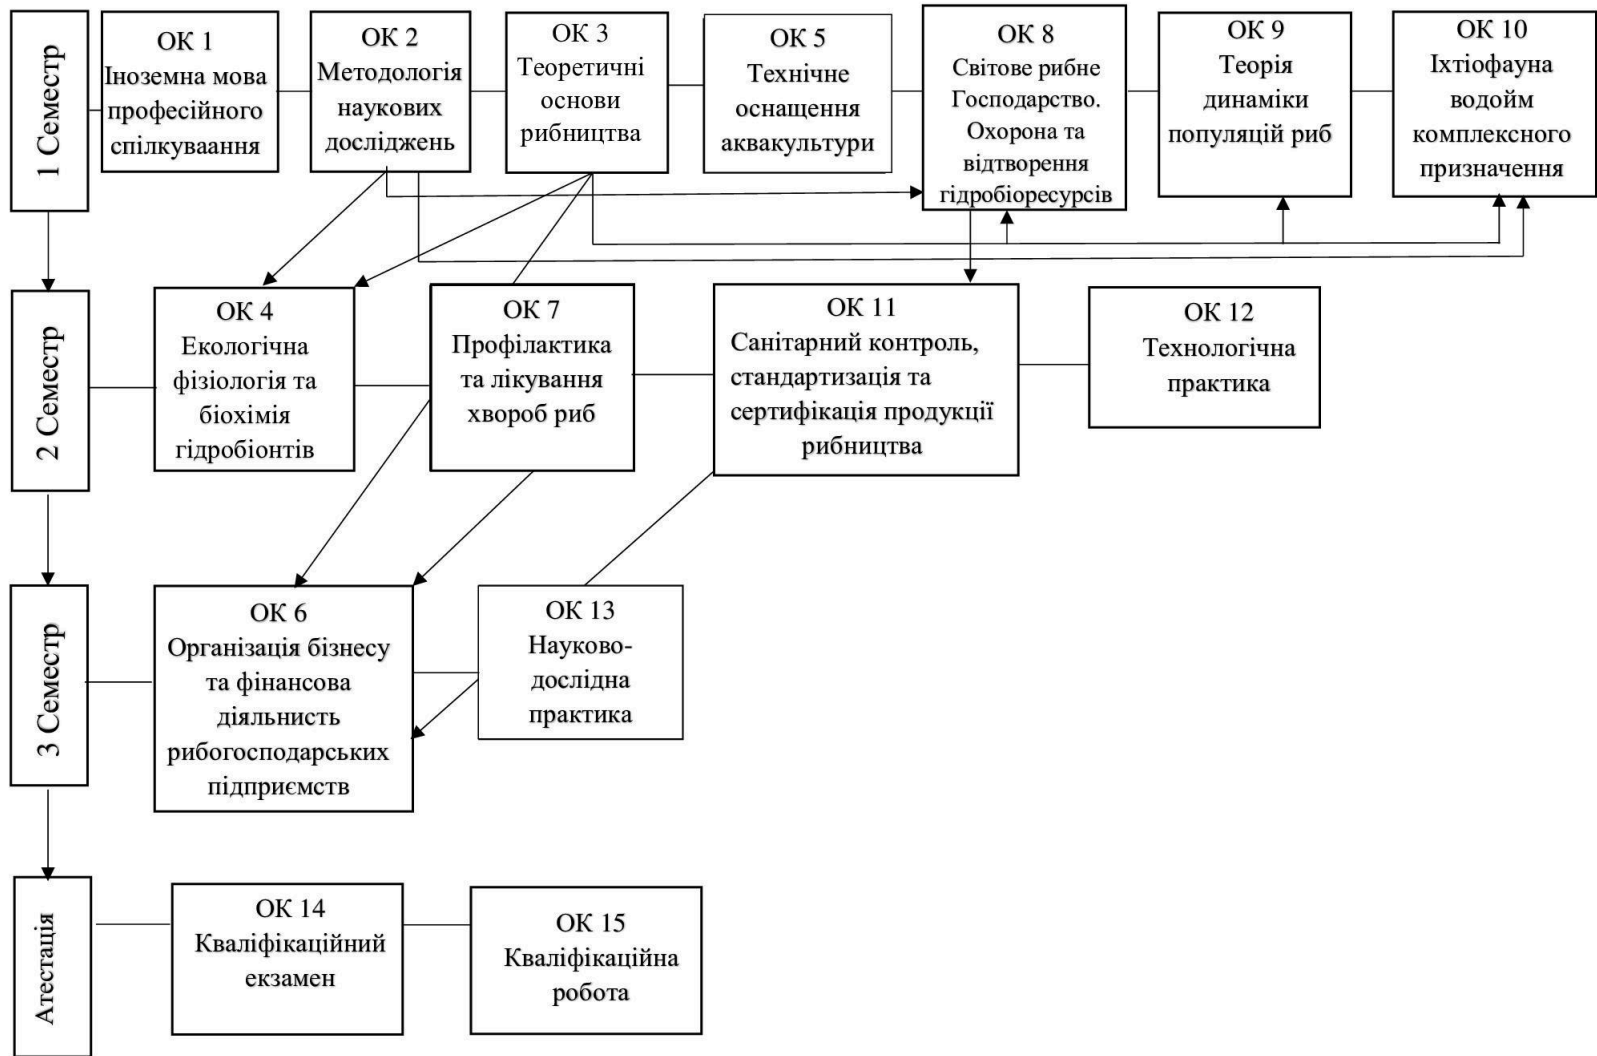 1 Семестр
ОК 1
Іноземна мова
професійного
спілкуваання
ОК 2
Методологія
наукових
досліджень
ОК 3
Теоретичні
основи
рибництва
ОК 5
Технічне
оснащення
аквакультури
ОК 8
Світове рибне
Господарство.
Охорона та
відтворення
гідробіоресурсів
ОК 9
Теорія
динаміки
популяцій риб
ОК 10
Іхтіофауна
водойм
комплексного
призначення
2 Семестр
ОК 4
Екологічна
фізіологія та
біохімія
гідробіонтів
ОК 7
Профілактика
та лікування
хвороб риб
ОК 11
Санітарний контроль,
стандартизація та
сертифікація продукції
рибництва
ОК 12
Технологічна
практика
3 Семестр
ОК 6
Організація бізнесу
та фінансова
діяльнисть
рибогосподарських
підприємств
ОК 13
Науково-
дослідна
практика
Атестація
ОК 14
Кваліфікаційний
екзамен
ОК 15
Кваліфікаційна
робота